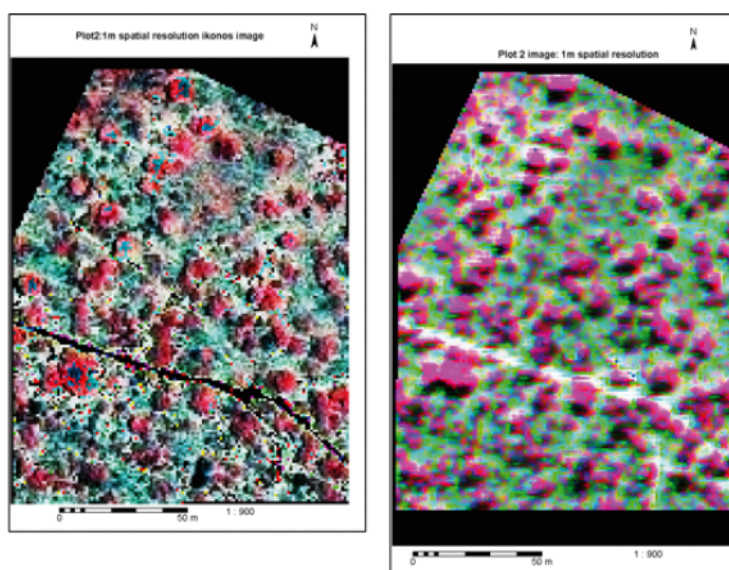 N
Plot2:1m spatial resolution ikonos image
0 50 m
1 : 900
N
Plot 2 image: 1m spatial resolution
0 50 m
1 : 900